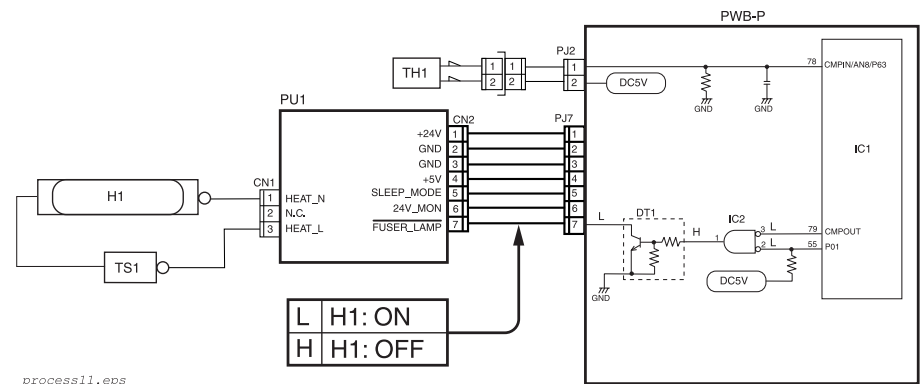 PWB-P
PJ2
TH1
1 1 1
2 2 2
DC5V
GND
GND
78 CMPIN/AN8/P63
IC1
PU1
CN2
PJ7
+24V 1 1
GND 2 2
GND 3 3
+5V 4 4
SLEEP_MODE 5 5
24V_MON 6 6
FUSER_LAMP 7 7
CN1
H1
1 HEAT_N
2 N.C.
3 HEAT_L
TS1
L
DT1
H
1
IC2
3 L 79 CMPOUT
2 L 55 P01
DC5V
GND
L H1: ON
H H1: OFF
process11.eps